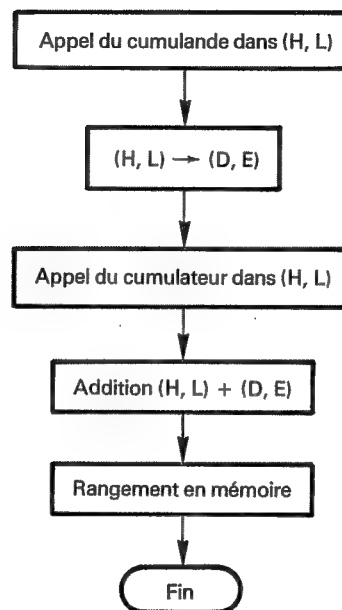 Appel du cumulande dans (H, L)
(H, L) → (D, E)
Appel du cumulateur dans (H, L)
Addition (H, L) + (D, E)
Rangement en mémoire
Fin